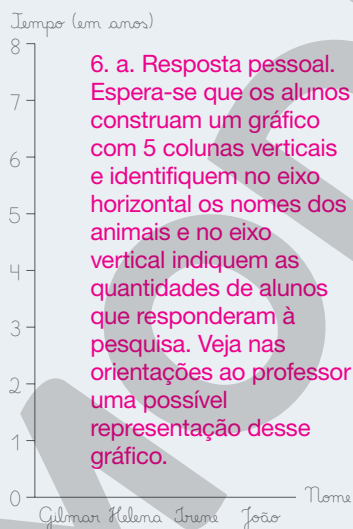 Tempo (em anos)
8
7
6
5
4
3
2
1
0
6. a. Resposta pessoal.
Espera-se que os alunos
construam um gráfico
com 5 colunas verticais
e identifiquem no eixo
horizontal os nomes dos
animais e no eixo
vertical indiquem as
quantidades de alunos
que responderam à
pesquisa. Veja nas
orientações ao professor
uma possível
representação desse
gráfico.
Nome
Gilmar Helena Irene João